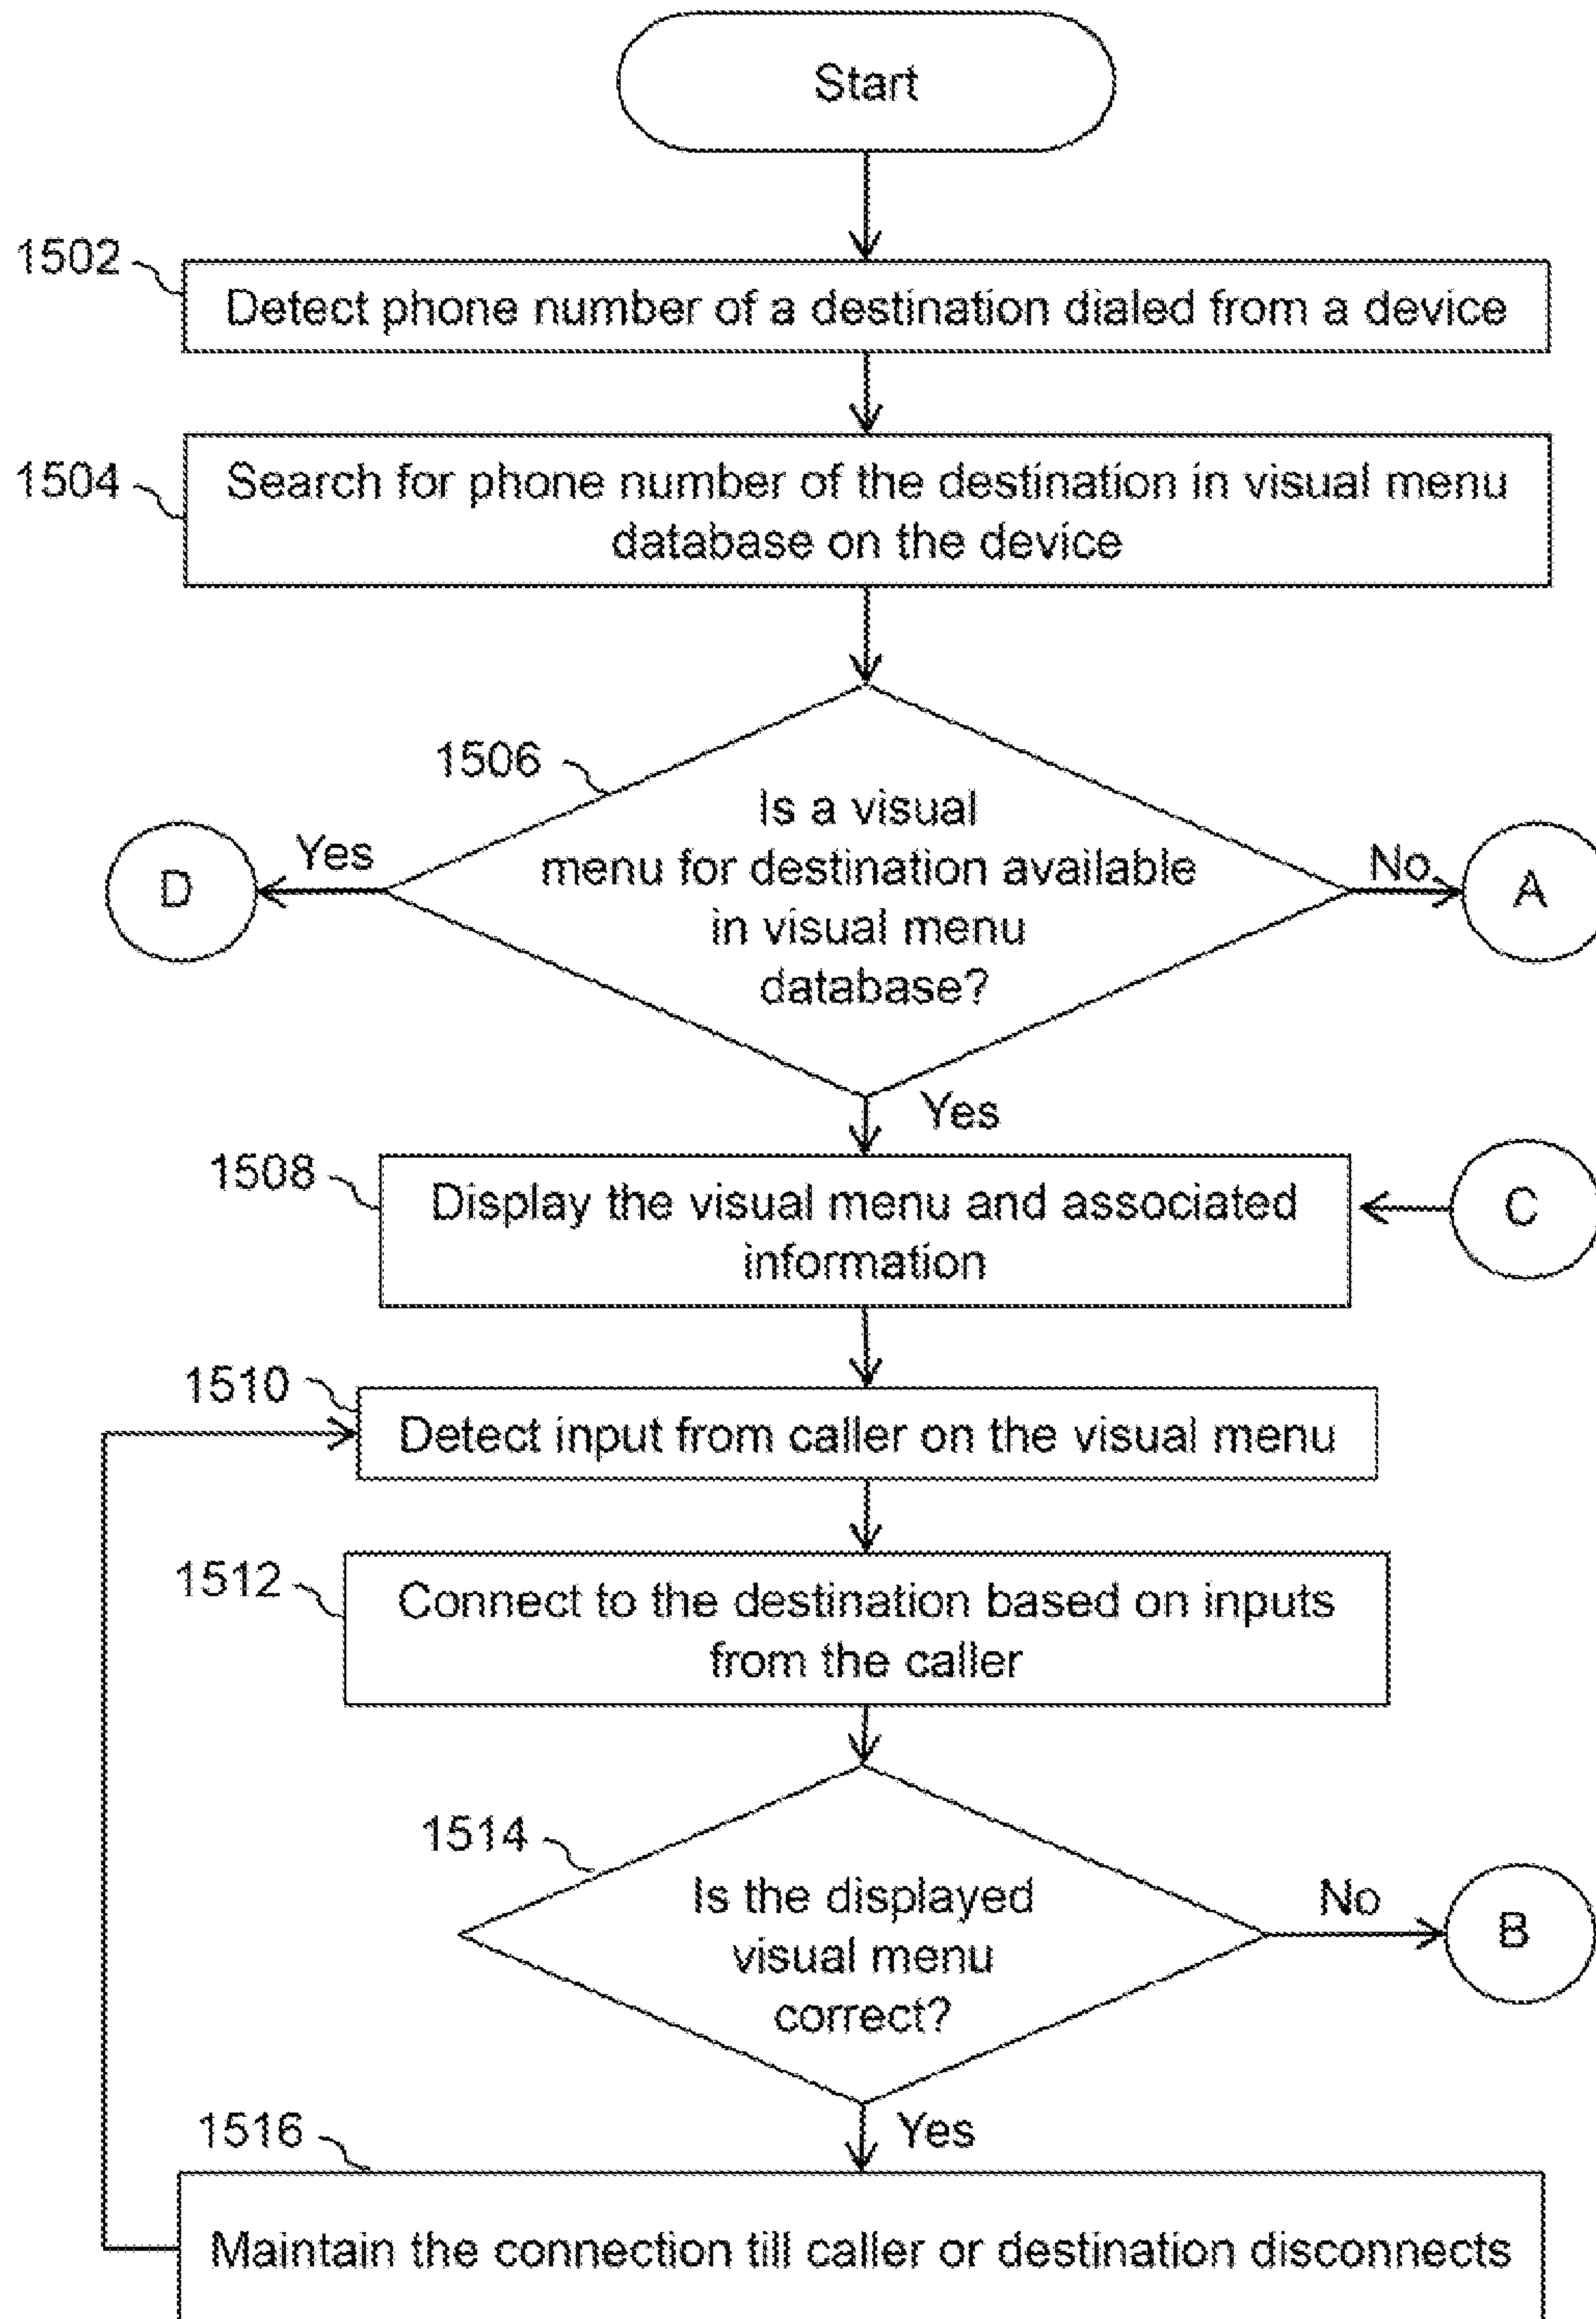 Start
1502
Detect phone number of a destination dialed from a device
1504
Search for phone number of the destination in visual menu
database on the device
1506
Is a visual
menu for destination available
in visual menu
database?
Yes
D
No
A
Yes
1508
Display the visual menu and associated
information
C
1510
Detect input from caller on the visual menu
1512
Connect to the destination based on inputs
from the caller
1514
Is the displayed
visual menu
correct?
No
B
Yes
1516
Maintain the connection till caller or destination disconnects